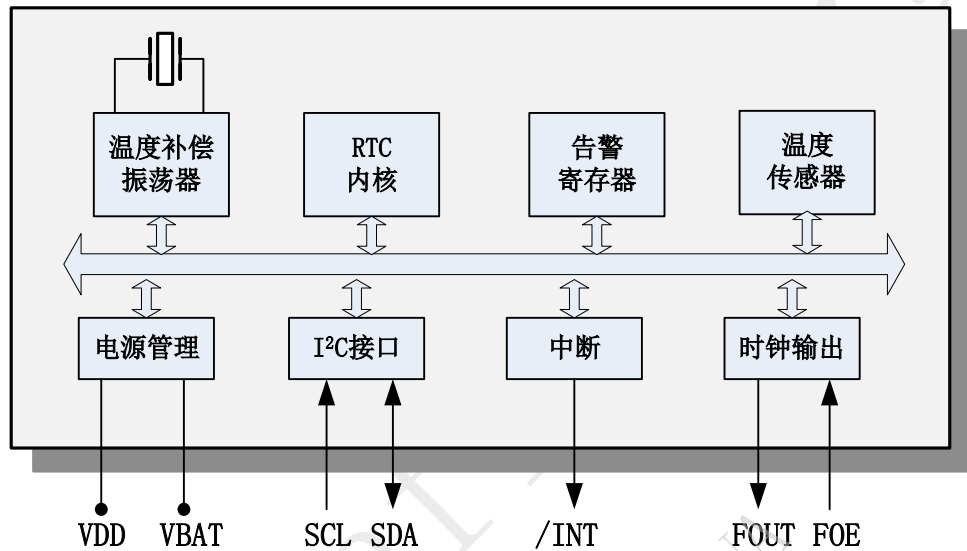 温度补偿
振荡器
RTC
内核
告警
寄存器
温度
传感器
电源管理
I²C接口
中断
时钟输出
VDD
VBAT
SCL
SDA
/INT
FOUT
FOE